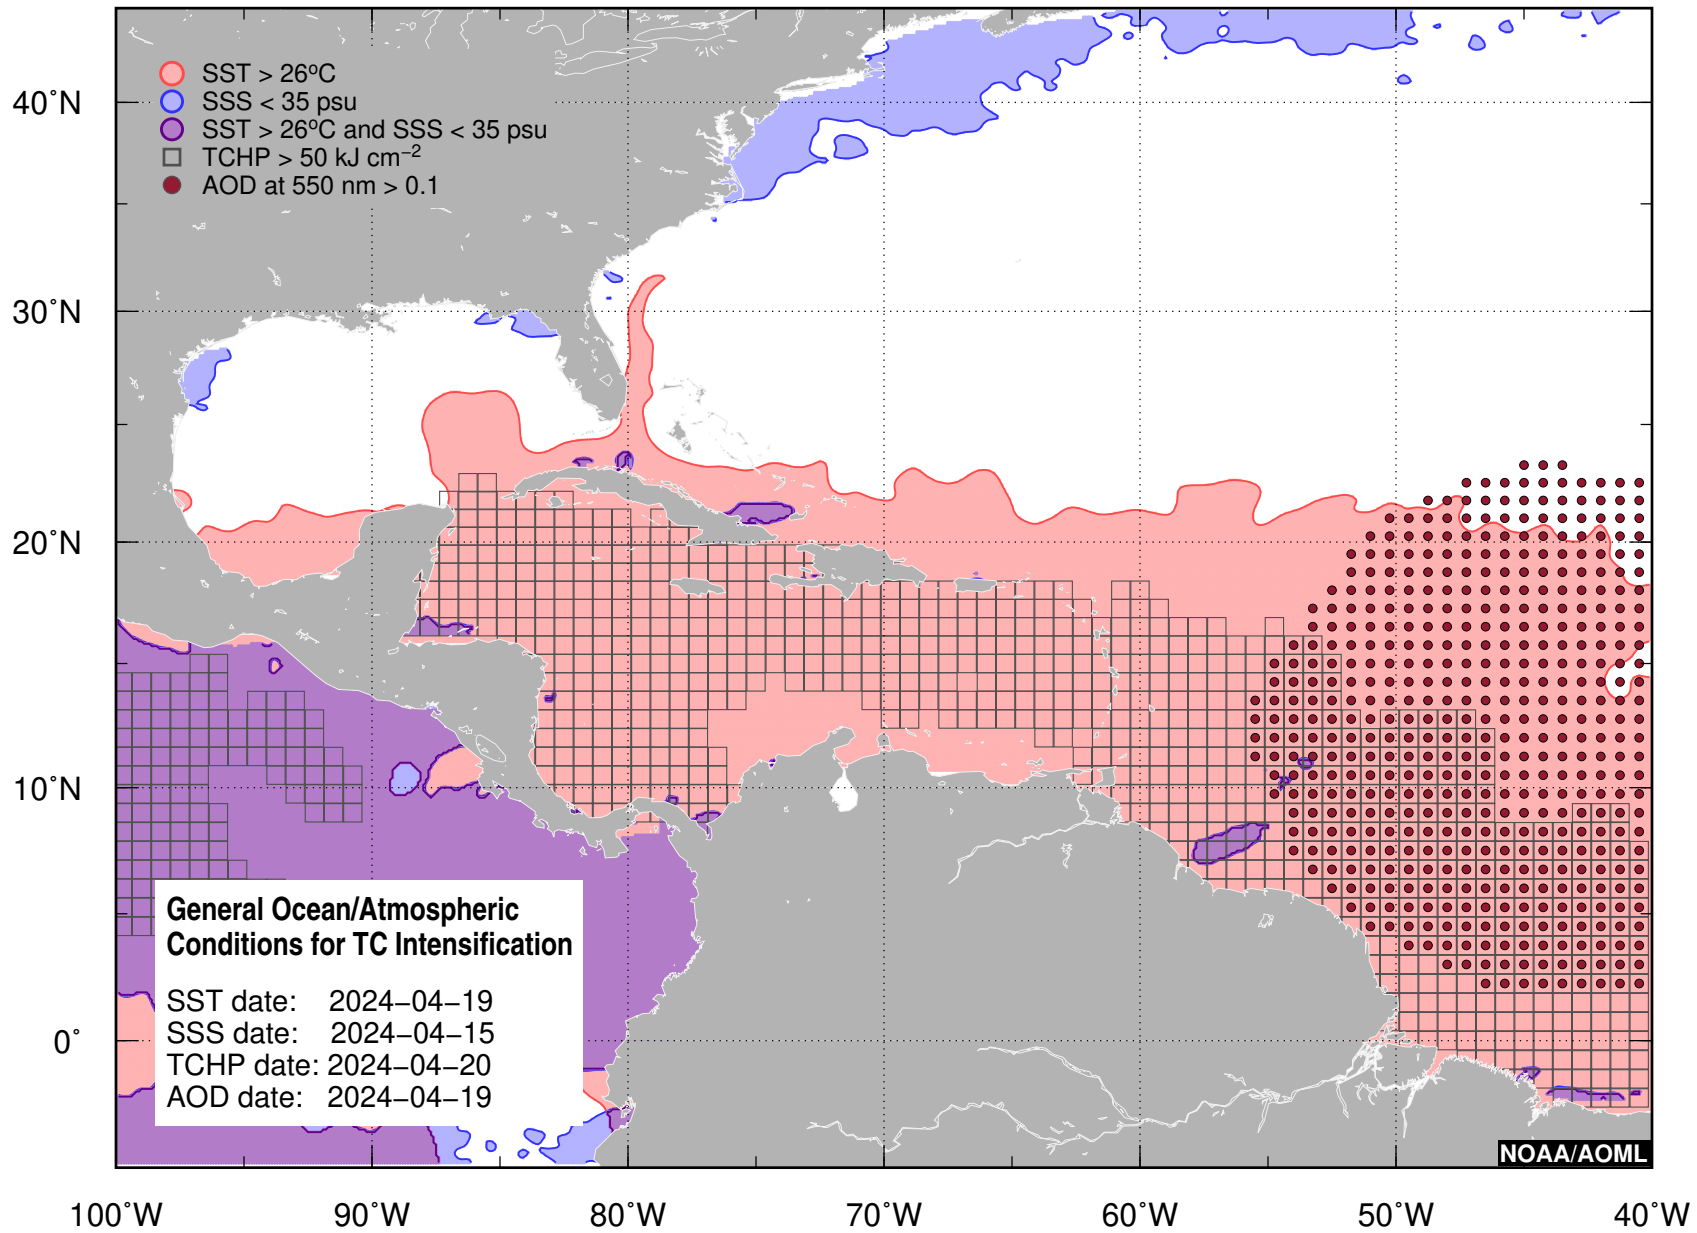 SST > 26°C
SSS < 35 psu
SST > 26°C and SSS < 35 psu
TCHP > 50 kJ cm⁻²
AOD at 550 nm > 0.1
40°N
30°N
20°N
10°N
0°
General Ocean/Atmospheric
Conditions for TC Intensification
SST date: 2024−04−19
SSS date: 2024−04−15
TCHP date: 2024−04−20
AOD date: 2024−04−19
NOAA/AOML
100°W 90°W 80°W 70°W 60°W 50°W 40°W